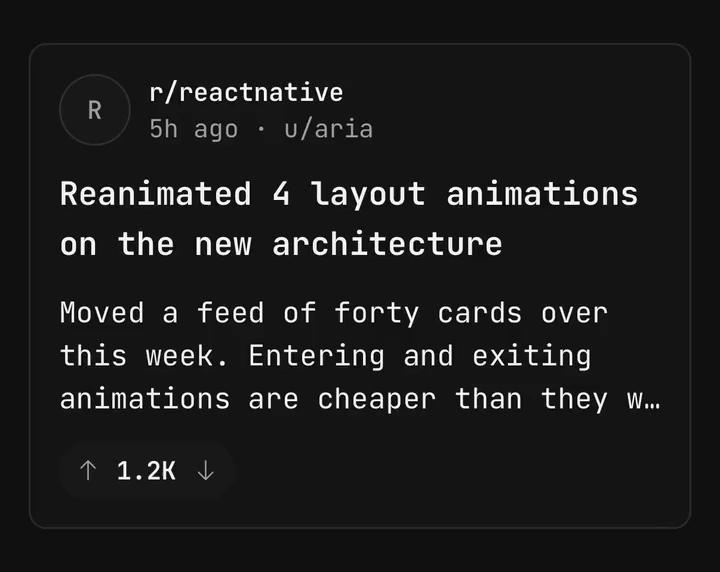 R
r/reactnative
5h ago · u/aria
Reanimated 4 layout animations
on the new architecture
Moved a feed of forty cards over
this week. Entering and exiting
animations are cheaper than they w…
↑ 1.2K ↓